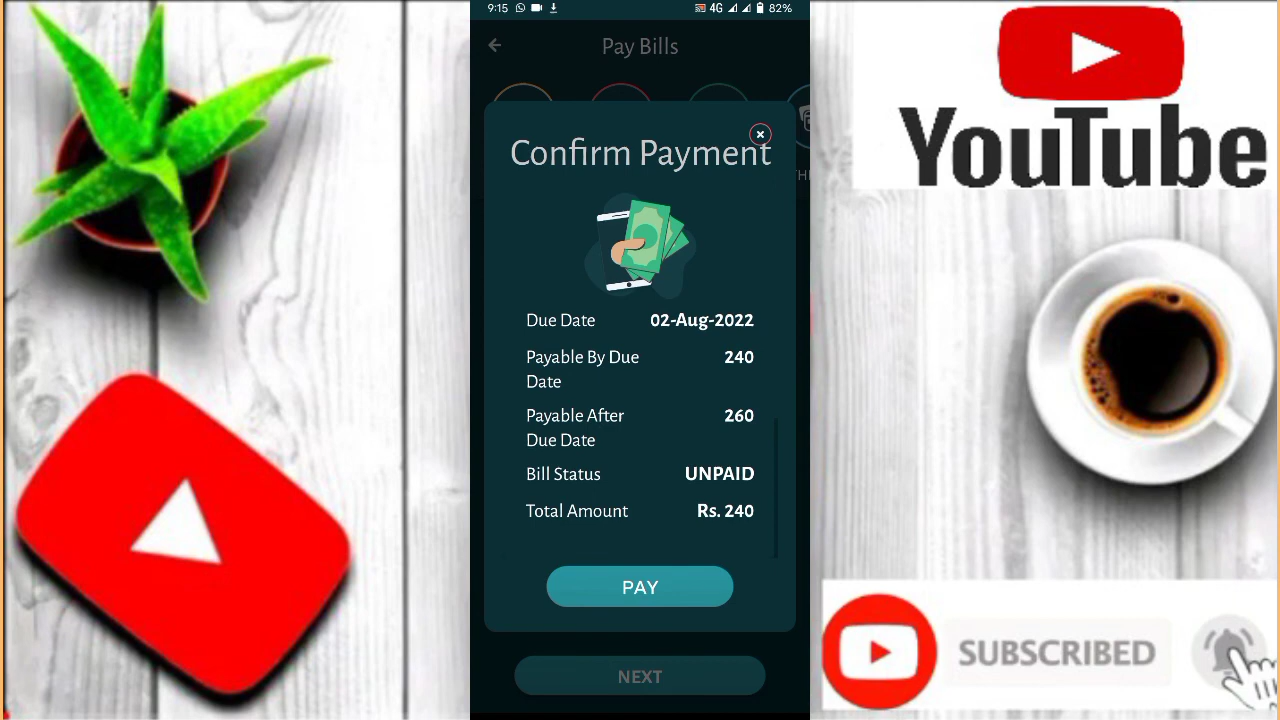 9:15
4G
82%
Pay Bills
Confirm Payment
Due Date 02-Aug-2022
Payable By Due 240
Date
Payable After 260
Due Date
Bill Status UNPAID
Total Amount Rs. 240
PAY
NEXT
YouTube
SUBSCRIBED